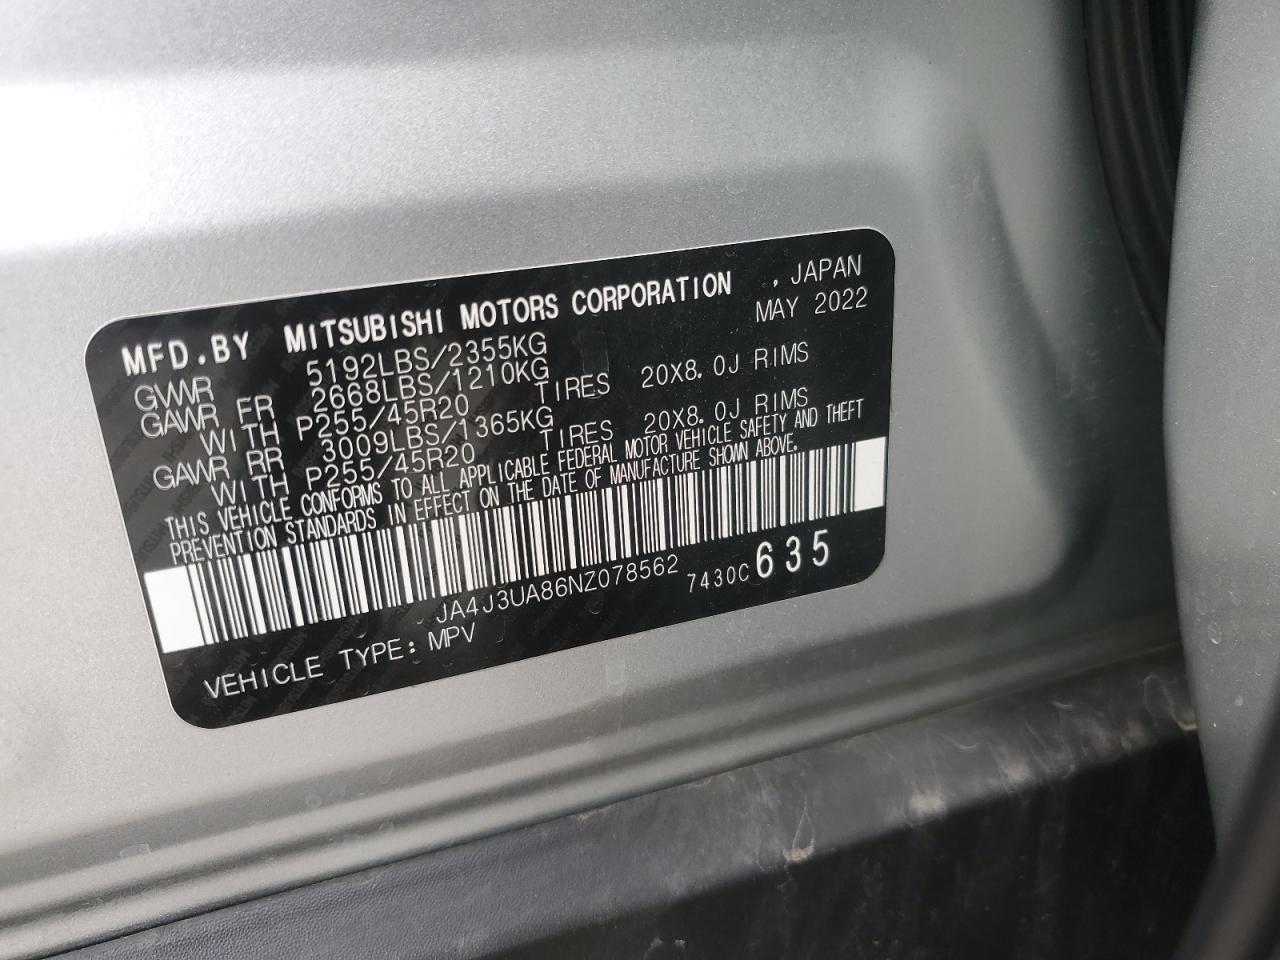 MFD. BY MITSUBISHI MOTORS CORPORATION , JAPAN
MAY 2022
GVWR 5192LBS/2355KG
GAWR FR 2668LBS/1210KG
WITH P255/45R20 TIRES 20X8.0J RIMS
GAWR RR 3009LBS/1365KG
WITH P255/45R20 TIRES 20X8.0J RIMS
THIS VEHICLE CONFORMS TO ALL APPLICABLE FEDERAL MOTOR VEHICLE SAFETY AND THEFT
PREVENTION STANDARDS IN EFFECT ON THE DATE OF MANUFACTURE SHOWN ABOVE.
JA4J3UA86NZ078562 7430C 635
VEHICLE TYPE: MPV